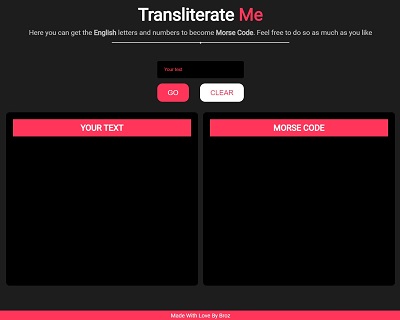 Transliterate Me
Here you can get the English letters and numbers to become Morse Code. Feel free to do so as much as you like
Your text
GO CLEAR
YOUR TEXT MORSE CODE
Made With Love By Broz